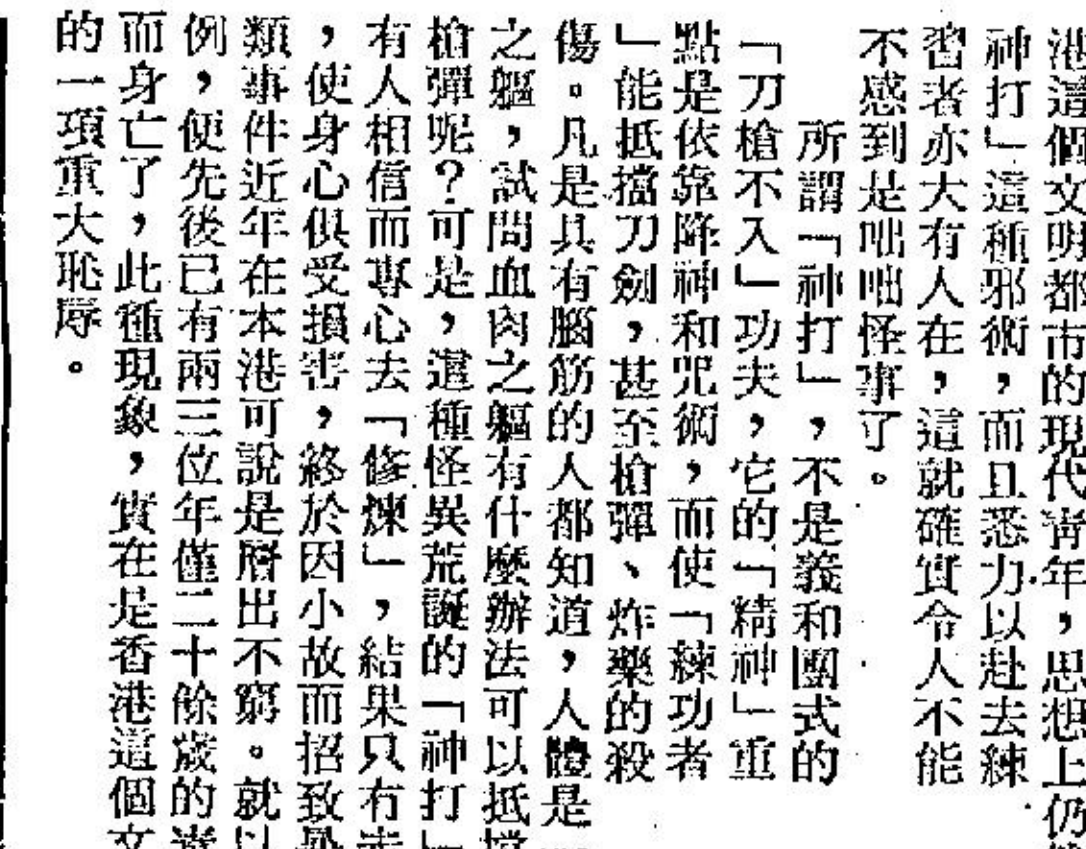 港這個文明都市的現代青年，思想上仍
神打」這種邪術，而且悉力以赴去練
習者亦大有人在，這就確實令人不能
不感到是咄咄怪事了。
所謂「神打」，不是義和團式的
「刀槍不入」功夫，它的「精神」重
點是依靠降神和咒術，而使「練功者
」能抵擋刀劍，甚至槍彈、炸藥的殺
傷。凡是具有腦筋的人都知道，人體是
之軀，試問血肉之軀有什麼辦法可以抵擋
槍彈呢？可是，這種怪異荒誕的「神打」
有人相信而專心去「修煉」，結果只有走
，使身心俱受損害，終於因小故而招致
類事件近年在本港可說是層出不窮。就以
例，便先後已有兩三位年僅二十餘歲的青
而身亡了，此種現象，實在是香港這個文
的一項重大恥辱。